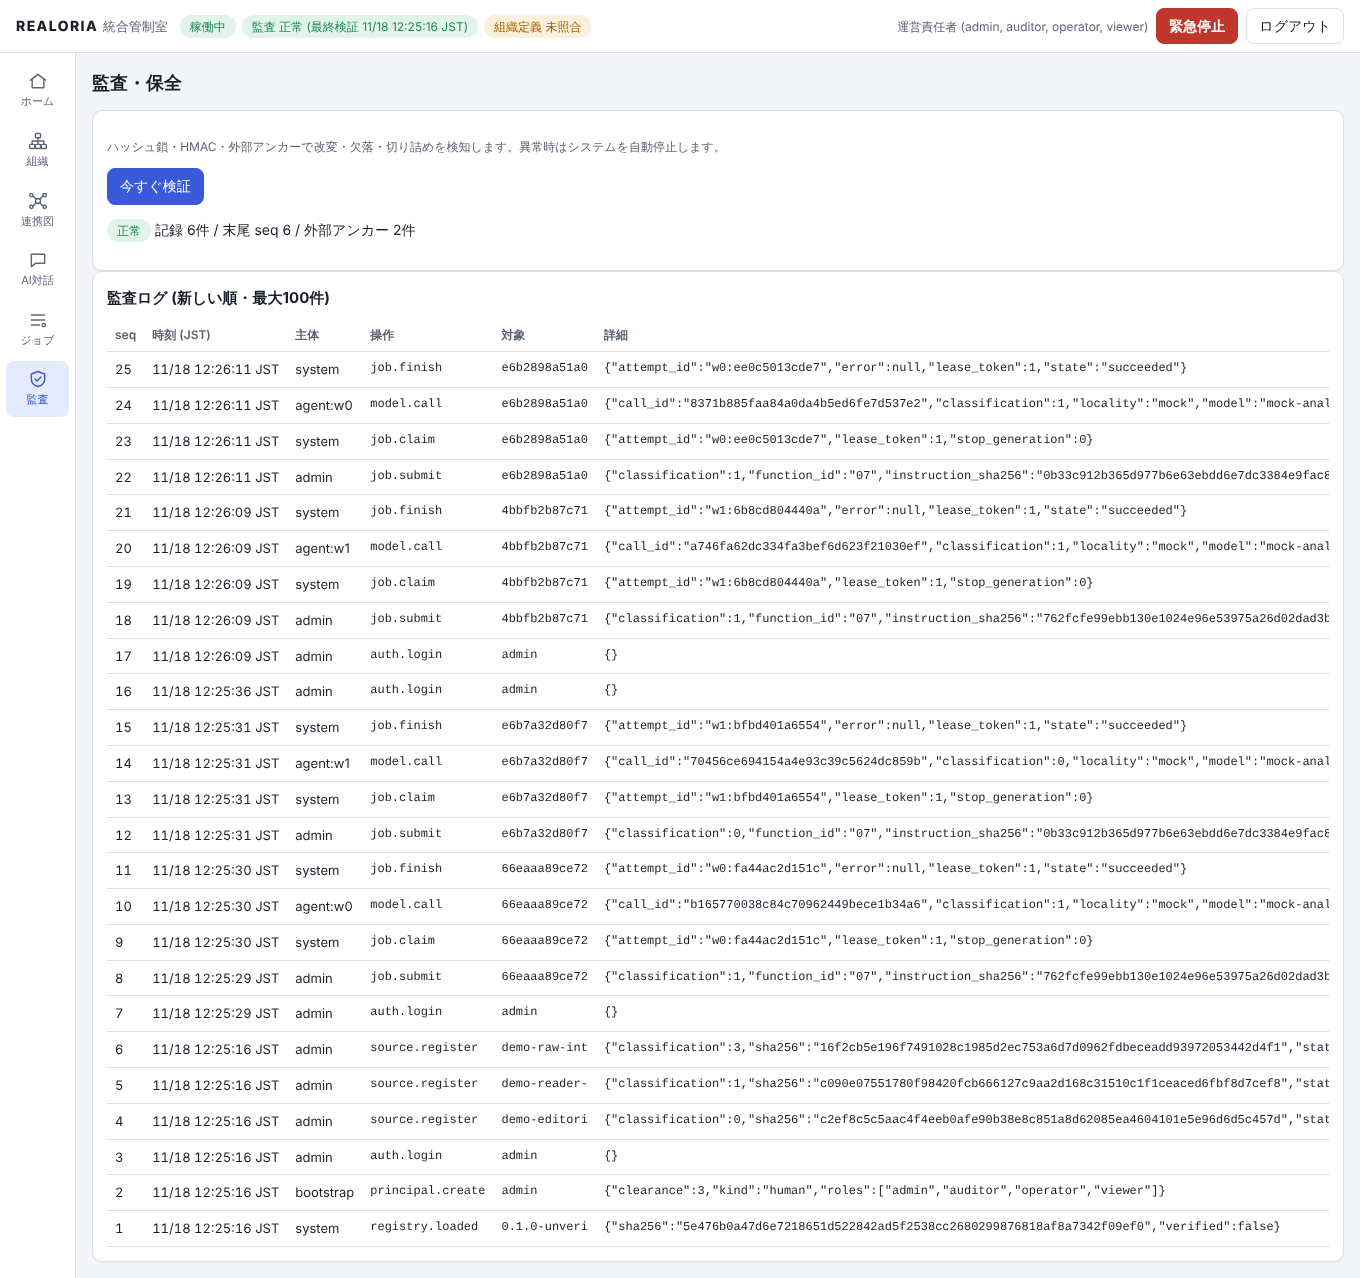 REALORIA 統合管制室 稼働中 監査 正常 (最終検証 11/18 12:25:16 JST) 組織定義 未照合 運営責任者 (admin, auditor, operator, viewer) 緊急停止 ログアウト
ホーム
組織
連携図
AI対話
ジョブ
監査
監査・保全
ハッシュ鎖・HMAC・外部アンカーで改変・欠落・切り詰めを検知します。異常時はシステムを自動停止します。
今すぐ検証
正常 記録 6件 / 末尾 seq 6 / 外部アンカー 2件
監査ログ (新しい順・最大100件)
seq 時刻 (JST) 主体 操作 対象 詳細
25 11/18 12:26:11 JST system job.finish e6b2898a51a0 {"attempt_id":"w0:ee0c5013cde7","error":null,"lease_token":1,"state":"succeeded"}
24 11/18 12:26:11 JST agent:w0 model.call e6b2898a51a0 {"call_id":"8371b885faa84a0da4b5ed6fe7d537e2","classification":1,"locality":"mock","model":"mock-anal
23 11/18 12:26:11 JST system job.claim e6b2898a51a0 {"attempt_id":"w0:ee0c5013cde7","lease_token":1,"stop_generation":0}
22 11/18 12:26:11 JST admin job.submit e6b2898a51a0 {"classification":1,"function_id":"07","instruction_sha256":"0b33c912b365d977b6e63ebdd6e7dc3384e9fac8
21 11/18 12:26:09 JST system job.finish 4bbfb2b87c71 {"attempt_id":"w1:6b8cd804440a","error":null,"lease_token":1,"state":"succeeded"}
20 11/18 12:26:09 JST agent:w1 model.call 4bbfb2b87c71 {"call_id":"a746fa62dc334fa3bef6d623f21030ef","classification":1,"locality":"mock","model":"mock-anal
19 11/18 12:26:09 JST system job.claim 4bbfb2b87c71 {"attempt_id":"w1:6b8cd804440a","lease_token":1,"stop_generation":0}
18 11/18 12:26:09 JST admin job.submit 4bbfb2b87c71 {"classification":1,"function_id":"07","instruction_sha256":"762fcfe99ebb130e1024e96e53975a26d02dad3b
17 11/18 12:26:09 JST admin auth.login admin {}
16 11/18 12:25:36 JST admin auth.login admin {}
15 11/18 12:25:31 JST system job.finish e6b7a32d80f7 {"attempt_id":"w1:bfbd401a6554","error":null,"lease_token":1,"state":"succeeded"}
14 11/18 12:25:31 JST agent:w1 model.call e6b7a32d80f7 {"call_id":"70456ce694154a4e93c39c5624dc859b","classification":0,"locality":"mock","model":"mock-anal
13 11/18 12:25:31 JST system job.claim e6b7a32d80f7 {"attempt_id":"w1:bfbd401a6554","lease_token":1,"stop_generation":0}
12 11/18 12:25:31 JST admin job.submit e6b7a32d80f7 {"classification":0,"function_id":"07","instruction_sha256":"0b33c912b365d977b6e63ebdd6e7dc3384e9fac8
11 11/18 12:25:30 JST system job.finish 66eaaa89ce72 {"attempt_id":"w0:fa44ac2d151c","error":null,"lease_token":1,"state":"succeeded"}
10 11/18 12:25:30 JST agent:w0 model.call 66eaaa89ce72 {"call_id":"b165770038c84c70962449bece1b34a6","classification":1,"locality":"mock","model":"mock-anal
9 11/18 12:25:30 JST system job.claim 66eaaa89ce72 {"attempt_id":"w0:fa44ac2d151c","lease_token":1,"stop_generation":0}
8 11/18 12:25:29 JST admin job.submit 66eaaa89ce72 {"classification":1,"function_id":"07","instruction_sha256":"762fcfe99ebb130e1024e96e53975a26d02dad3b
7 11/18 12:25:29 JST admin auth.login admin {}
6 11/18 12:25:16 JST admin source.register demo-raw-int {"classification":3,"sha256":"16f2cb5e196f7491028c1985d2ec753a6d7d0962fdbeceadd93972053442d4f1","stat
5 11/18 12:25:16 JST admin source.register demo-reader- {"classification":1,"sha256":"c090e07551780f98420fcb666127c9aa2d168c31510c1f1ceaced6fbf8d7cef8","stat
4 11/18 12:25:16 JST admin source.register demo-editori {"classification":0,"sha256":"c2ef8c5c5aac4f4eeb0afe90b38e8c851a8d62085ea4604101e5e96d6d5c457d","stat
3 11/18 12:25:16 JST admin auth.login admin {}
2 11/18 12:25:16 JST bootstrap principal.create admin {"clearance":3,"kind":"human","roles":["admin","auditor","operator","viewer"]}
1 11/18 12:25:16 JST system registry.loaded 0.1.0-unveri {"sha256":"5e476b0a47d6e7218651d522842ad5f2538cc2680299876818af8a7342f09ef0","verified":false}